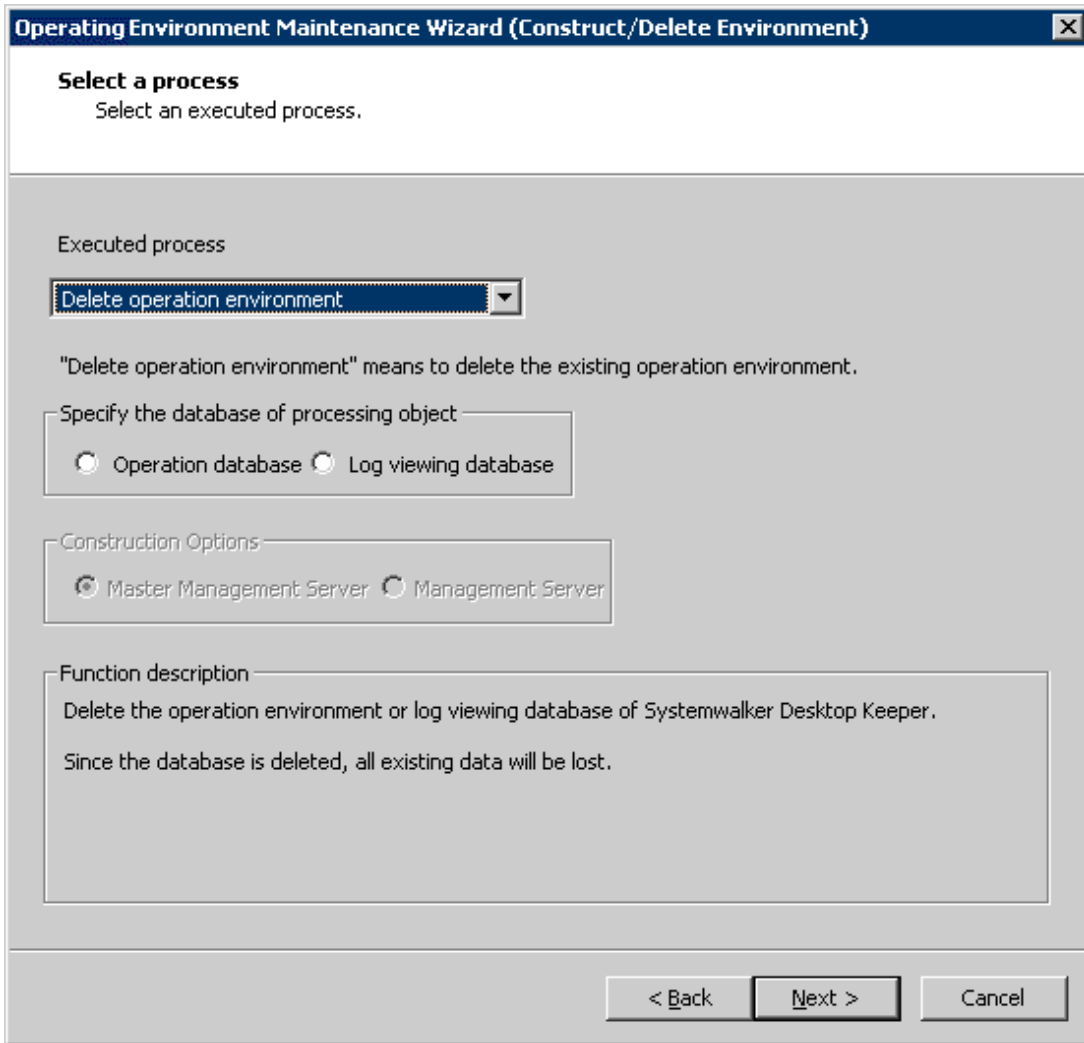 Operating Environment Maintenance Wizard (Construct/Delete Environment)
Select a process
Select an executed process.
Executed process
Delete operation environment
"Delete operation environment" means to delete the existing operation environment.
Specify the database of processing object
Operation database Log viewing database
Construction Options
Master Management Server Management Server
Function description
Delete the operation environment or log viewing database of Systemwalker Desktop Keeper.
Since the database is deleted, all existing data will be lost.
< Back Next > Cancel